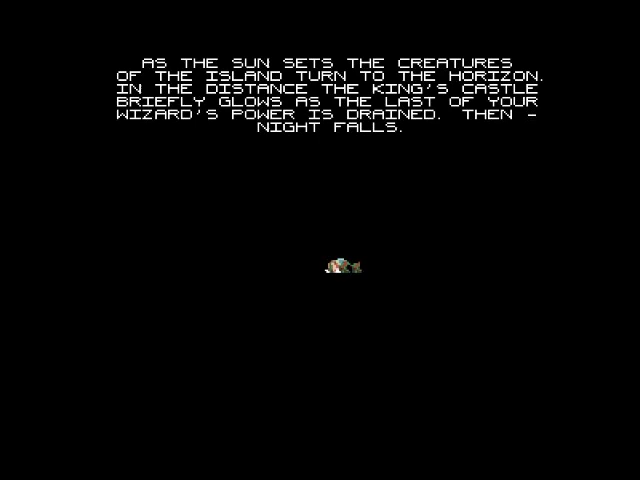 AS THE SUN SETS THE CREATURES
OF THE ISLAND TURN TO THE HORIZON.
IN THE DISTANCE THE KING'S CASTLE
BRIEFLY GLOWS AS THE LAST OF YOUR
WIZARD'S POWER IS DRAINED.  THEN -
NIGHT FALLS.